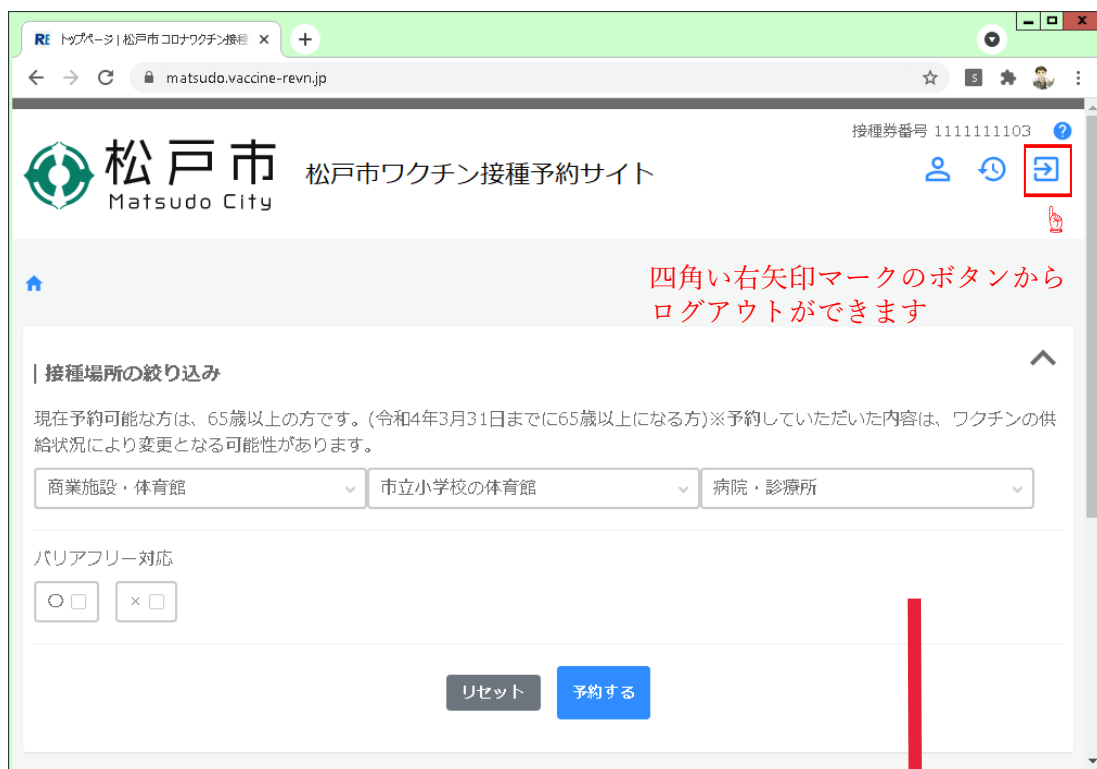 RE トップページ | 松戸市コロナワクチン接種
matsudo.vaccine-revn.jp
接種券番号 1111111103
松戸市
Matsudo City
松戸市ワクチン接種予約サイト
四角い右矢印マークのボタンから
ログアウトができます
|接種場所の絞り込み
現在予約可能な方は、65歳以上の方です。(令和4年3月31日までに65歳以上になる方)※予約していただいた内容は、ワクチンの供
給状況により変更となる可能性があります。
商業施設・体育館 市立小学校の体育館 病院・診療所
バリアフリー対応
○ ×
リセット 予約する